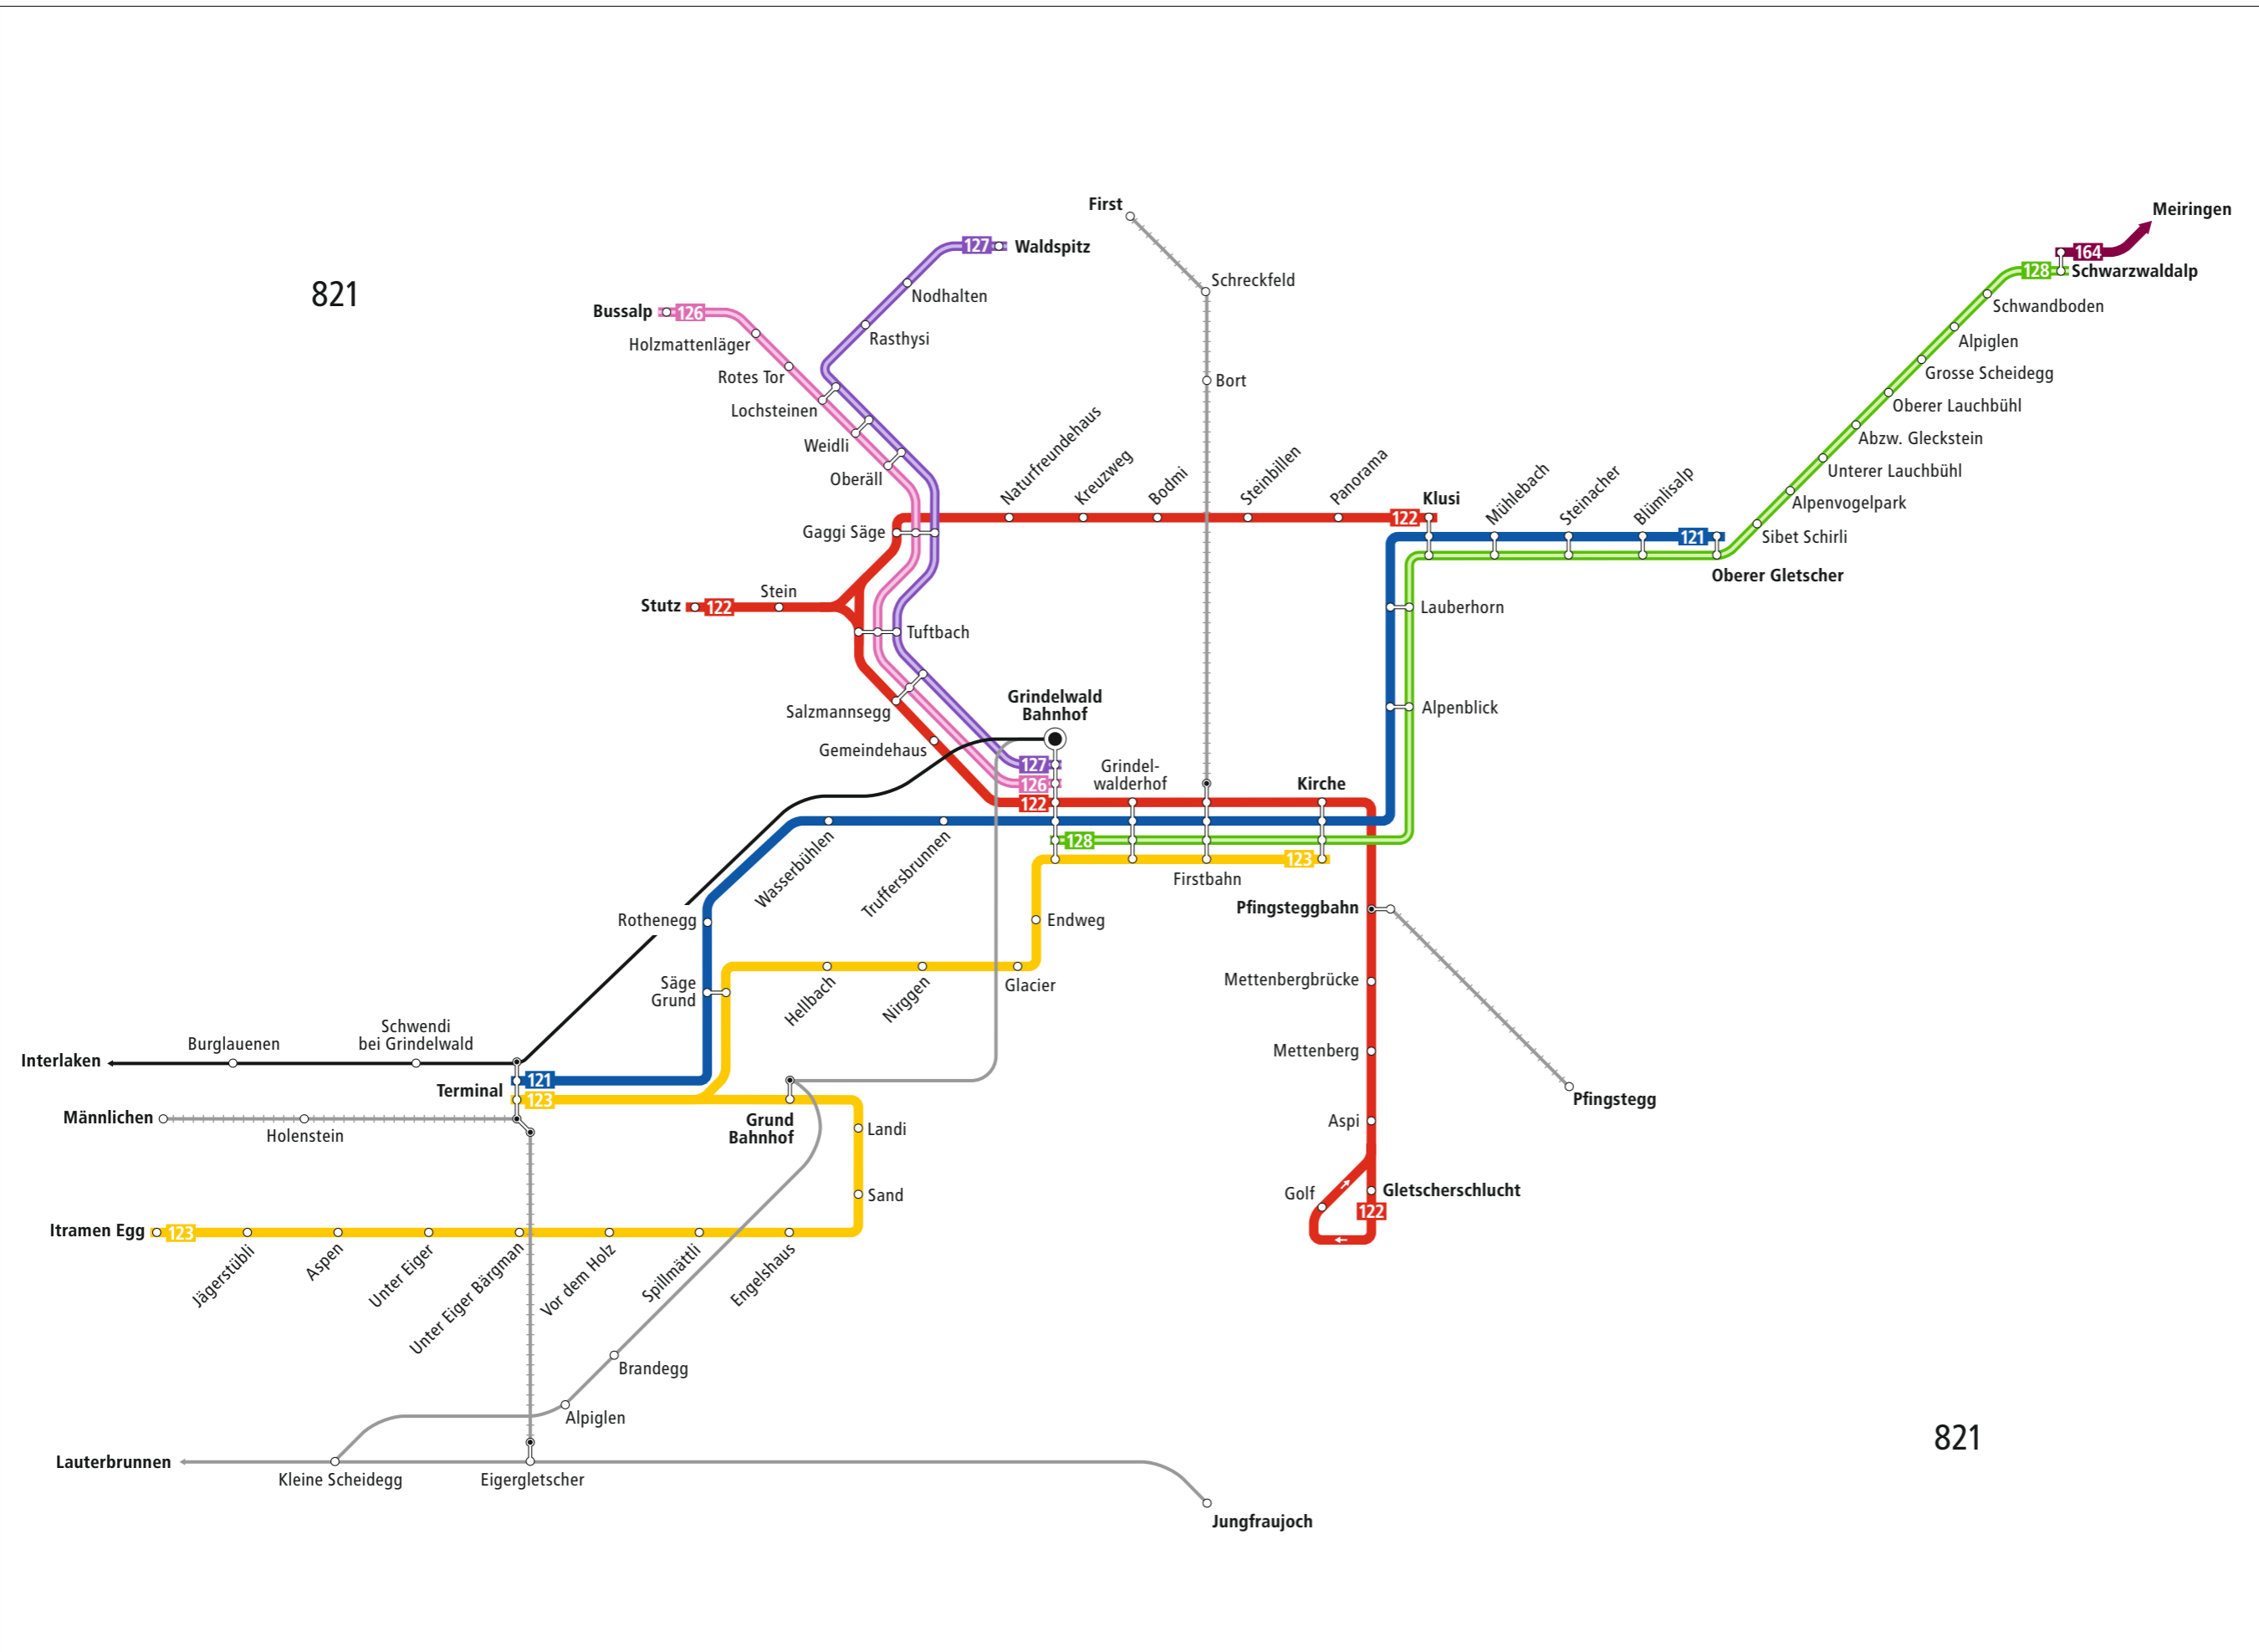 First
Meiringen
127
Waldspitz
164
128
Schwarzwaldalp
Schreckfeld
821
Nodhalten
Schwandboden
Bussalp
126
Holzmattenläger
Rasthysi
Alpiglen
Rotes Tor
Bort
Grosse Scheidegg
Lochsteinen
Oberer Lauchbühl
Weidli
Abzw. Gleckstein
Oberäll
Unterer Lauchbühl
Naturfreundehaus
Kreuzweg
Bodmi
Steinbillen
Panorama
Klusi
Mühlebach
Steinacher
Blümlisalp
Alpenvogelpark
122
Gaggi Säge
121
Sibet Schirli
Oberer Gletscher
Stein
Stutz
122
Lauberhorn
Tuftbach
Grindelwald
Bahnhof
Salzmannsegg
Alpenblick
Gemeindehaus
127
126
122
Grindel-
walderhof
Kirche
128
123
Wasserbühlen
Truffersbrunnen
Firstbahn
Rothenegg
Endweg
Pfingsteggbahn
Säge
Grund
Hellbach
Nirggen
Glacier
Mettenbergbrücke
Schwendi
bei Grindelwald
Burglauenen
Interlaken
Mettenberg
121
Terminal
123
Pfingstegg
Männlichen
Holenstein
Grund
Bahnhof
Landi
Aspi
Sand
Golf
Gletscherschlucht
122
Itramen Egg
123
Jägerstübli
Aspen
Unter Eiger
Unter Eiger Bärgman
Vor dem Holz
Spillmättli
Engelshaus
Brandegg
Alpiglen
821
Lauterbrunnen
Kleine Scheidegg
Eigergletscher
Jungfraujoch